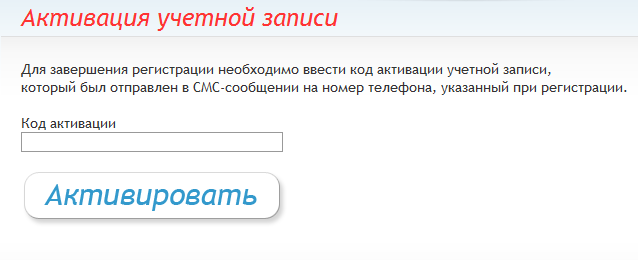 Активация учетной записи
Для завершения регистрации необходимо ввести код активации учетной записи,
который был отправлен в СМС-сообщении на номер телефона, указанный при регистрации.
Код активации
Активировать